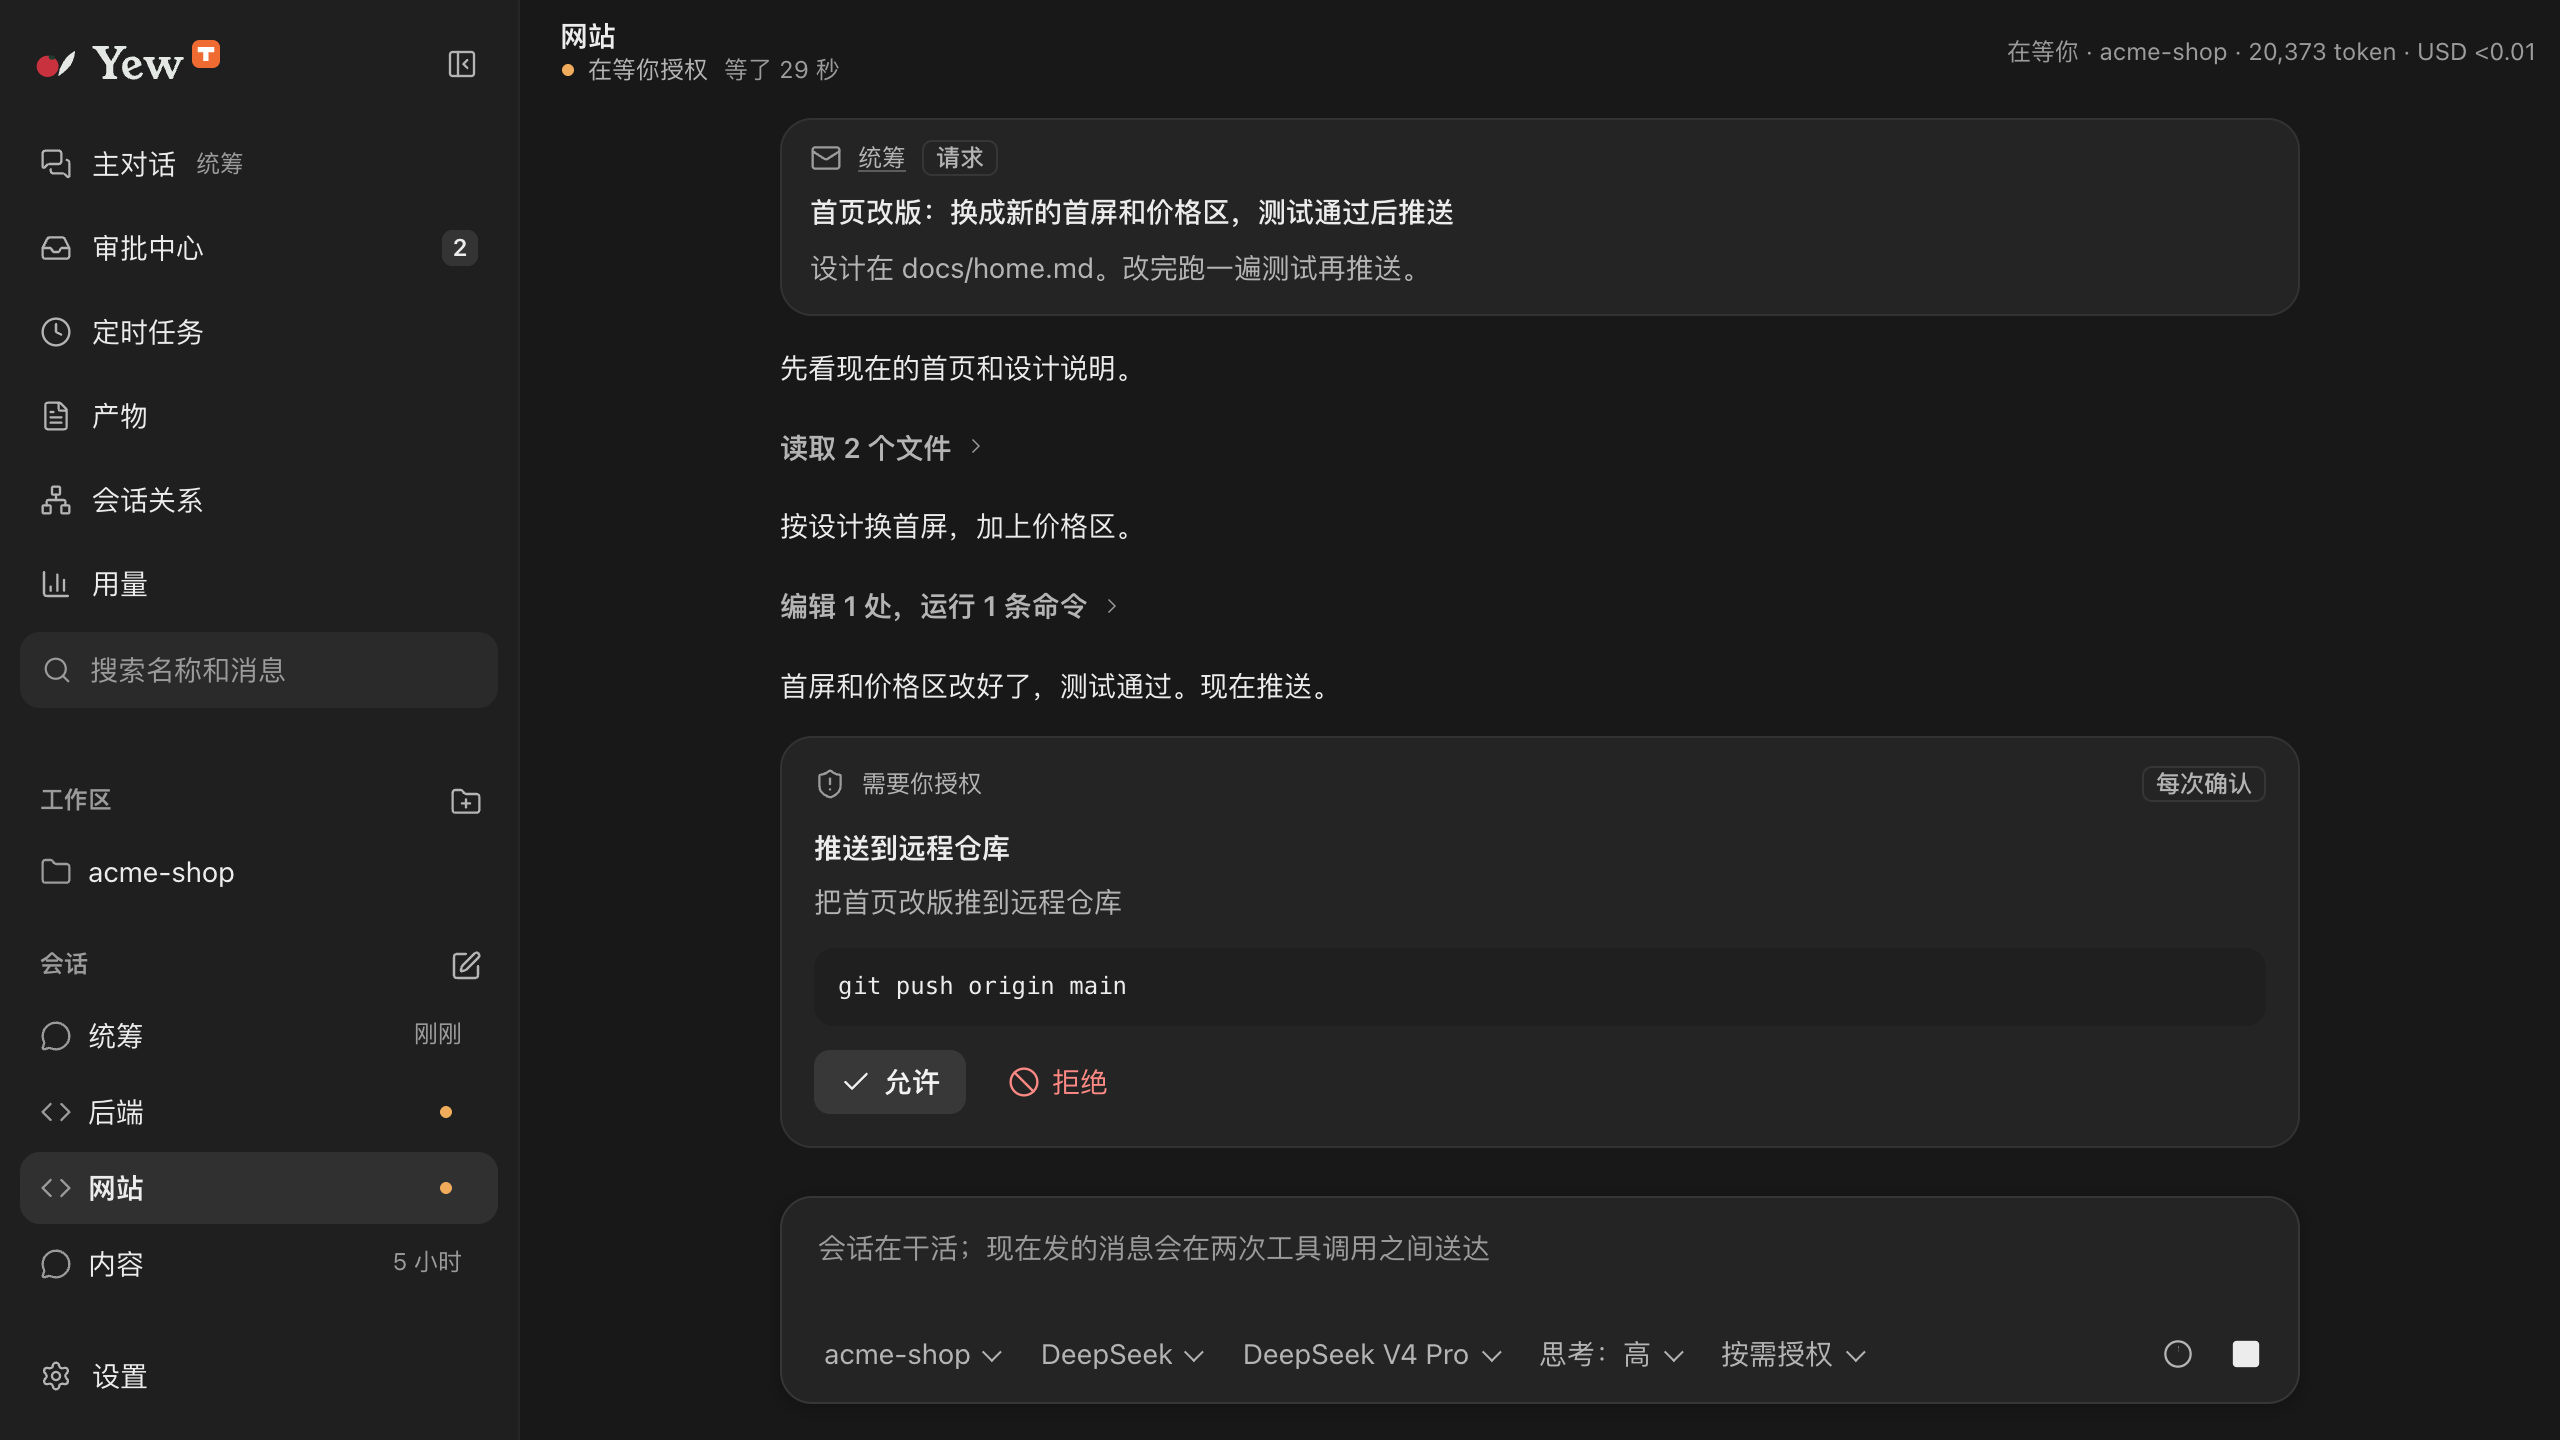 Yew T
主对话 统筹
审批中心 2
定时任务
产物
会话关系
用量
搜索名称和消息
工作区
acme-shop
会话
统筹 刚刚
后端
网站
内容 5 小时
设置
网站
在等你授权 等了 29 秒
在等你 · acme-shop · 20,373 token · USD <0.01
统筹 请求
首页改版：换成新的首屏和价格区，测试通过后推送
设计在 docs/home.md。改完跑一遍测试再推送。
先看现在的首页和设计说明。
读取 2 个文件
按设计换首屏，加上价格区。
编辑 1 处，运行 1 条命令
首屏和价格区改好了，测试通过。现在推送。
需要你授权 每次确认
推送到远程仓库
把首页改版推到远程仓库
git push origin main
允许 拒绝
会话在干活；现在发的消息会在两次工具调用之间送达
acme-shop DeepSeek DeepSeek V4 Pro 思考：高 按需授权